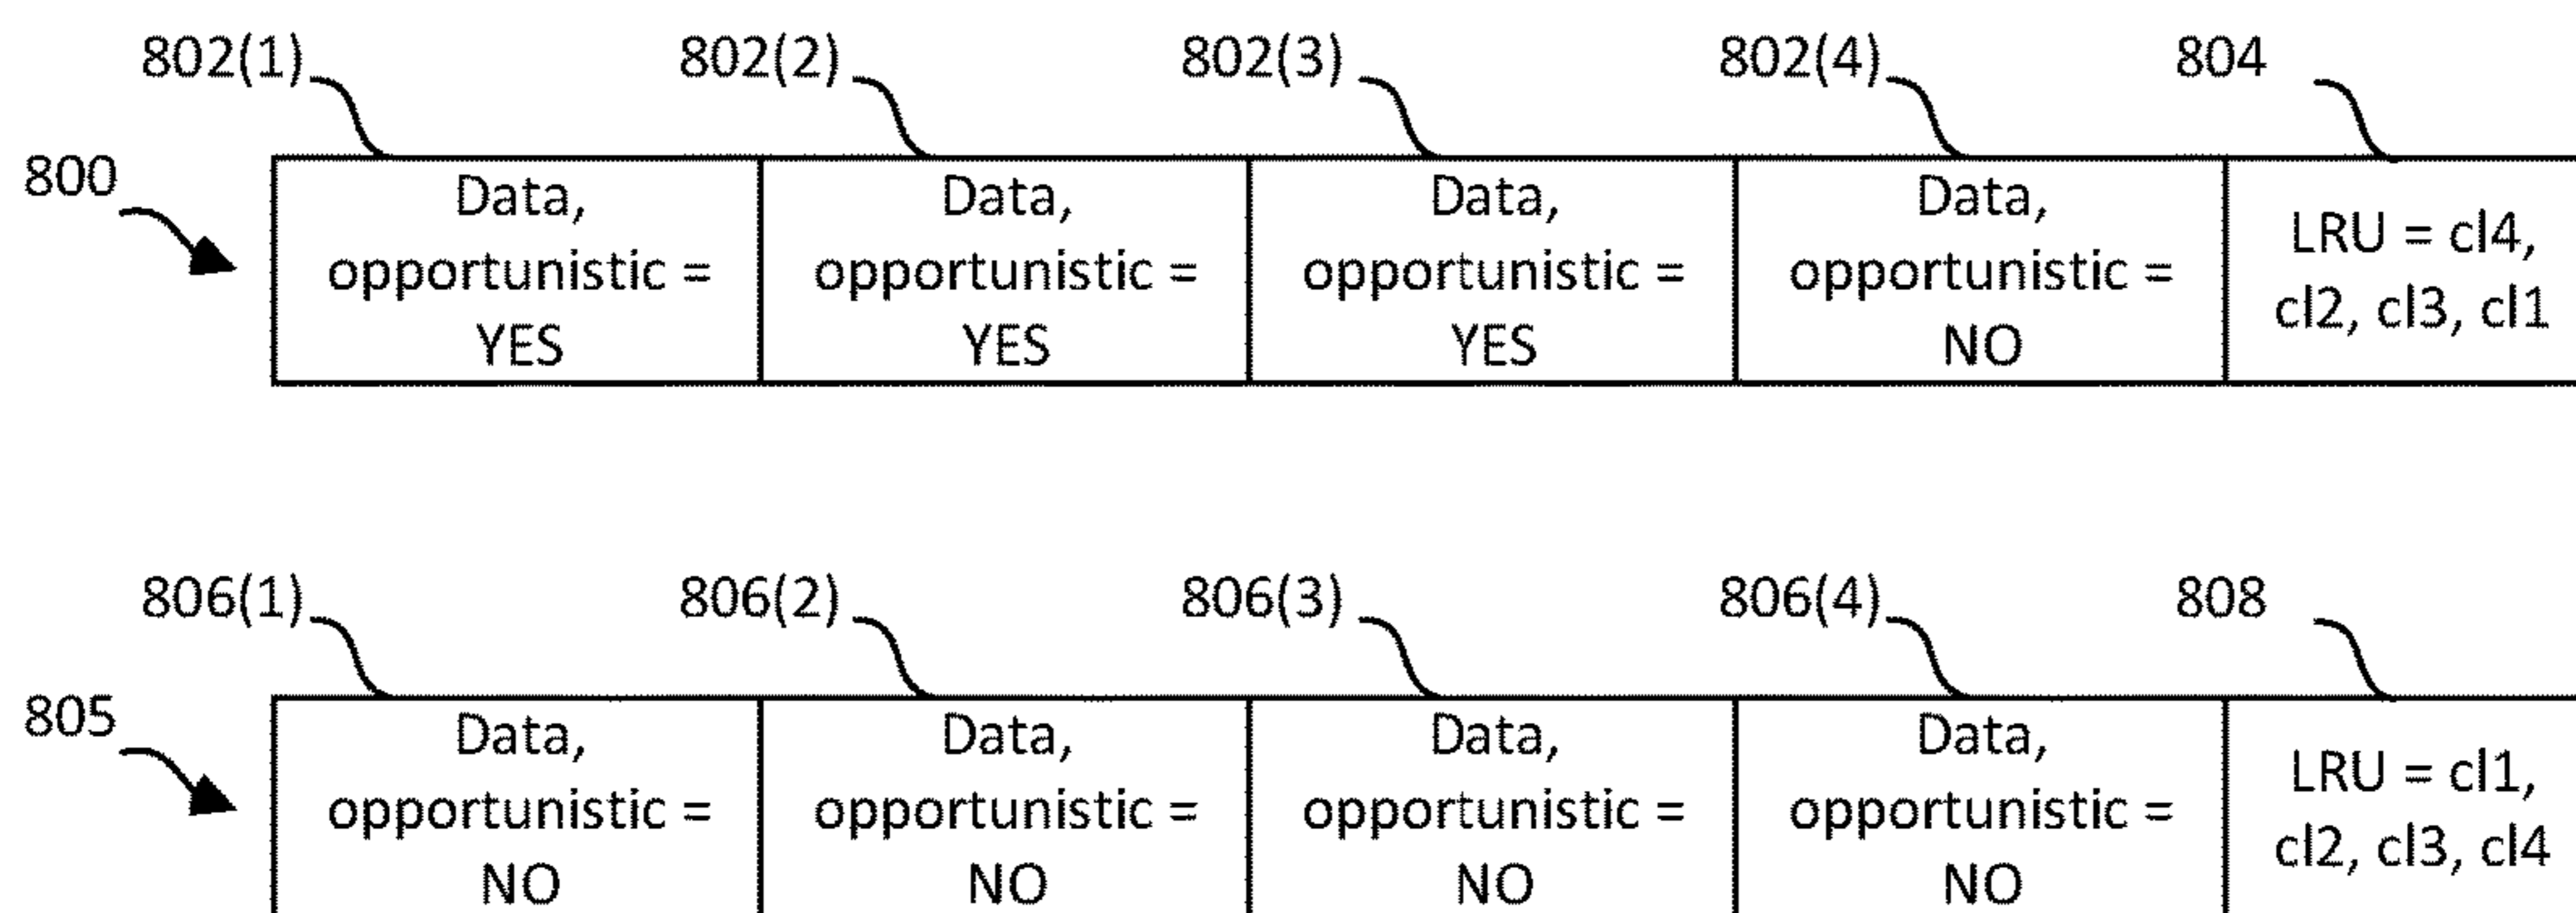 802(1) 802(2) 802(3) 802(4) 804
800
Data, Data, Data, Data,
opportunistic = opportunistic = opportunistic = opportunistic =
YES YES YES NO
LRU = cl4,
cl2, cl3, cl1
806(1) 806(2) 806(3) 806(4) 808
805
Data, Data, Data, Data,
opportunistic = opportunistic = opportunistic = opportunistic =
NO NO NO NO
LRU = cl1,
cl2, cl3, cl4